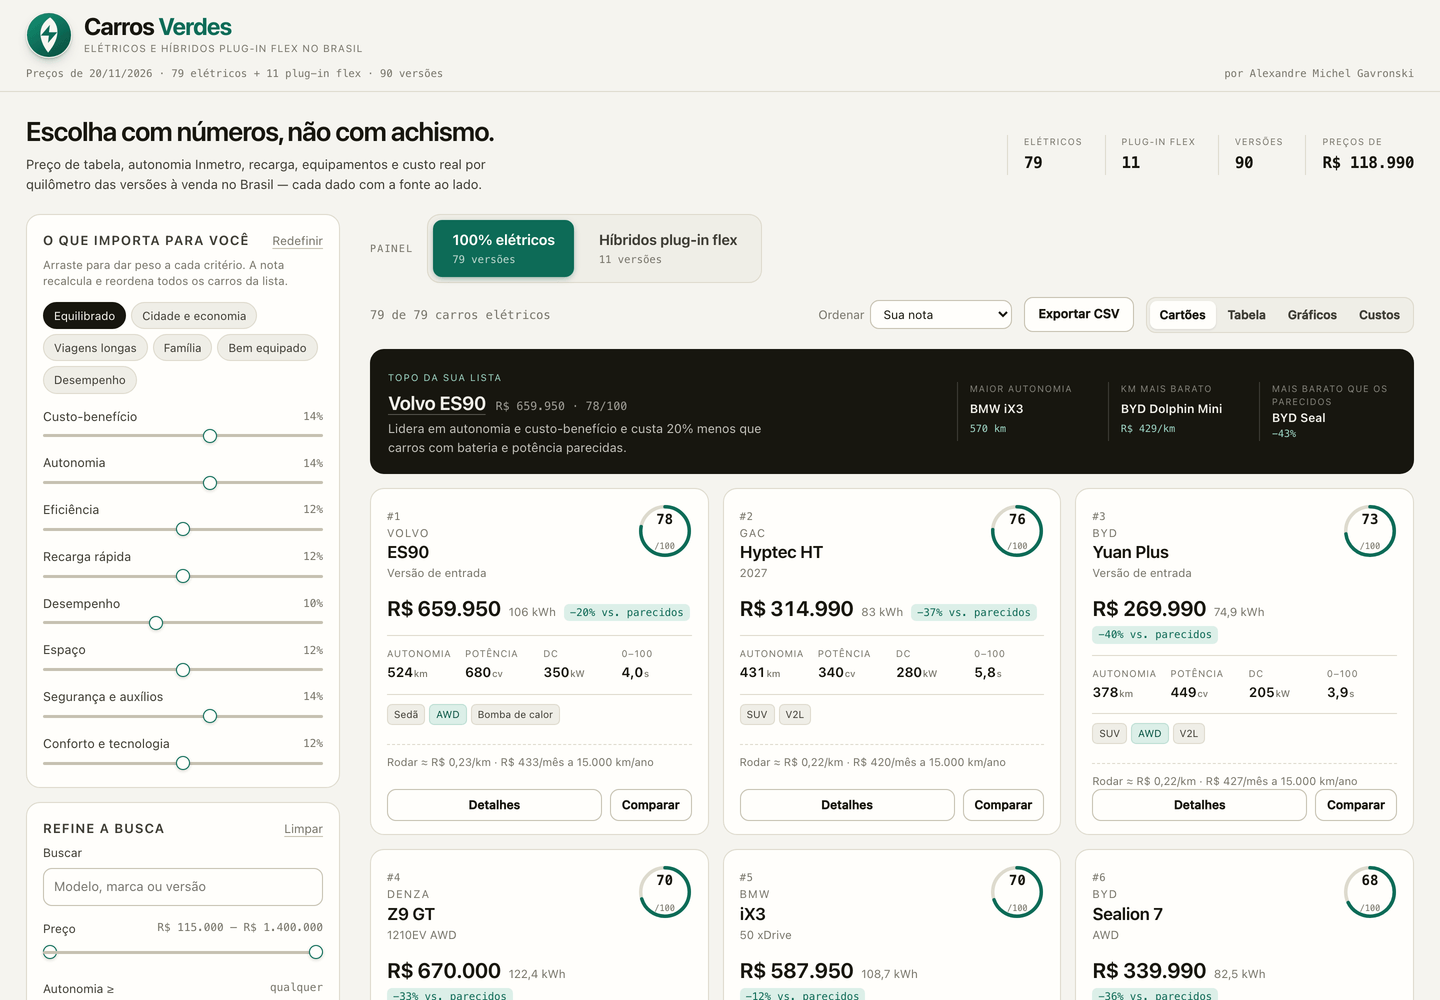 Carros Verdes
ELÉTRICOS E HÍBRIDOS PLUG-IN FLEX NO BRASIL
Preços de 20/11/2026 · 79 elétricos + 11 plug-in flex · 90 versões
por Alexandre Michel Gavronski
Escolha com números, não com achismo.
Preço de tabela, autonomia Inmetro, recarga, equipamentos e custo real por
quilômetro das versões à venda no Brasil — cada dado com a fonte ao lado.
ELÉTRICOS
79
PLUG-IN FLEX
11
VERSÕES
90
PREÇOS DE
R$ 118.990
O QUE IMPORTA PARA VOCÊ
Redefinir
Arraste para dar peso a cada critério. A nota
recalcula e reordena todos os carros da lista.
Equilibrado
Cidade e economia
Viagens longas
Família
Bem equipado
Desempenho
Custo-benefício 14%
Autonomia 14%
Eficiência 12%
Recarga rápida 12%
Desempenho 10%
Espaço 12%
Segurança e auxílios 14%
Conforto e tecnologia 12%
REFINE A BUSCA
Limpar
Buscar
Modelo, marca ou versão
Preço R$ 115.000 — R$ 1.400.000
Autonomia ≥ qualquer
PAINEL
100% elétricos
79 versões
Híbridos plug-in flex
11 versões
79 de 79 carros elétricos
Ordenar
Sua nota
Exportar CSV
Cartões
Tabela
Gráficos
Custos
TOPO DA SUA LISTA
Volvo ES90 R$ 659.950 · 78/100
Lidera em autonomia e custo-benefício e custa 20% menos que
carros com bateria e potência parecidas.
MAIOR AUTONOMIA
BMW iX3
570 km
KM MAIS BARATO
BYD Dolphin Mini
R$ 429/km
MAIS BARATO QUE OS
PARECIDOS
BYD Seal
−43%
#1
VOLVO
ES90
Versão de entrada
78
/100
R$ 659.950 106 kWh −20% vs. parecidos
AUTONOMIA POTÊNCIA DC 0–100
524km 680cv 350kW 4,0s
Sedã AWD Bomba de calor
Rodar ≈ R$ 0,23/km · R$ 433/mês a 15.000 km/ano
Detalhes Comparar
#2
GAC
Hyptec HT
2027
76
/100
R$ 314.990 83 kWh −37% vs. parecidos
AUTONOMIA POTÊNCIA DC 0–100
431km 340cv 280kW 5,8s
SUV V2L
Rodar ≈ R$ 0,22/km · R$ 420/mês a 15.000 km/ano
Detalhes Comparar
#3
BYD
Yuan Plus
Versão de entrada
73
/100
R$ 269.990 74,9 kWh
−40% vs. parecidos
AUTONOMIA POTÊNCIA DC 0–100
378km 449cv 205kW 3,9s
SUV AWD V2L
Rodar ≈ R$ 0,22/km · R$ 427/mês a 15.000 km/ano
Detalhes Comparar
#4
DENZA
Z9 GT
1210EV AWD
70
/100
R$ 670.000 122,4 kWh
−33% vs. parecidos
#5
BMW
iX3
50 xDrive
70
/100
R$ 587.950 108,7 kWh
−12% vs. parecidos
#6
BYD
Sealion 7
AWD
68
/100
R$ 339.990 82,5 kWh
−36% vs. parecidos